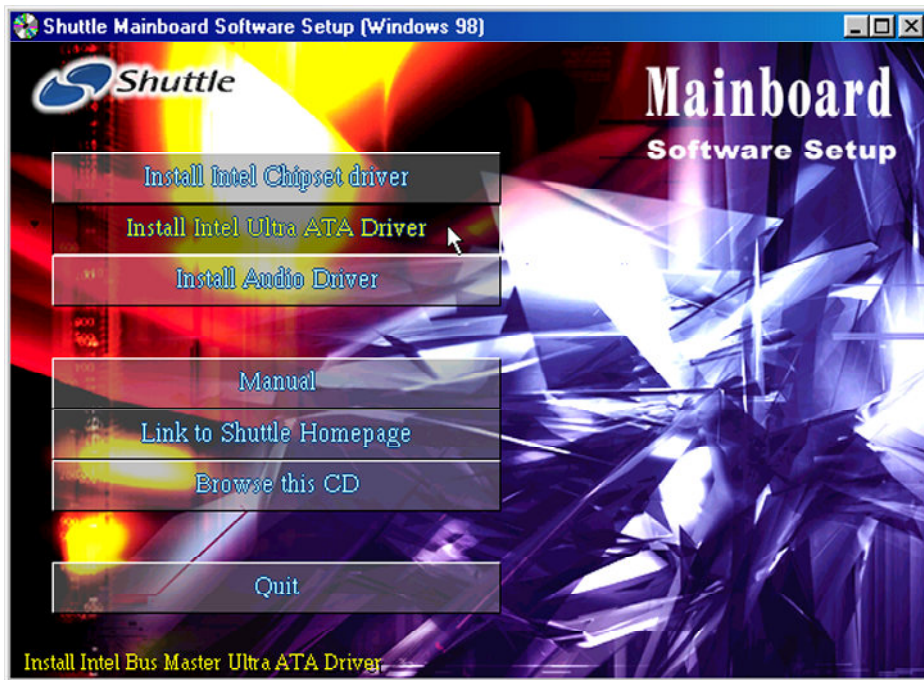 Shuttle Mainboard Software Setup (Windows 98)
Shuttle
Mainboard
Software Setup
Install Intel Chipset driver
Install Intel Ultra ATA Driver
Install Audio Driver
Manual
Link to Shuttle Homepage
Browse this CD
Quit
Install Intel Bus Master Ultra ATA Driver